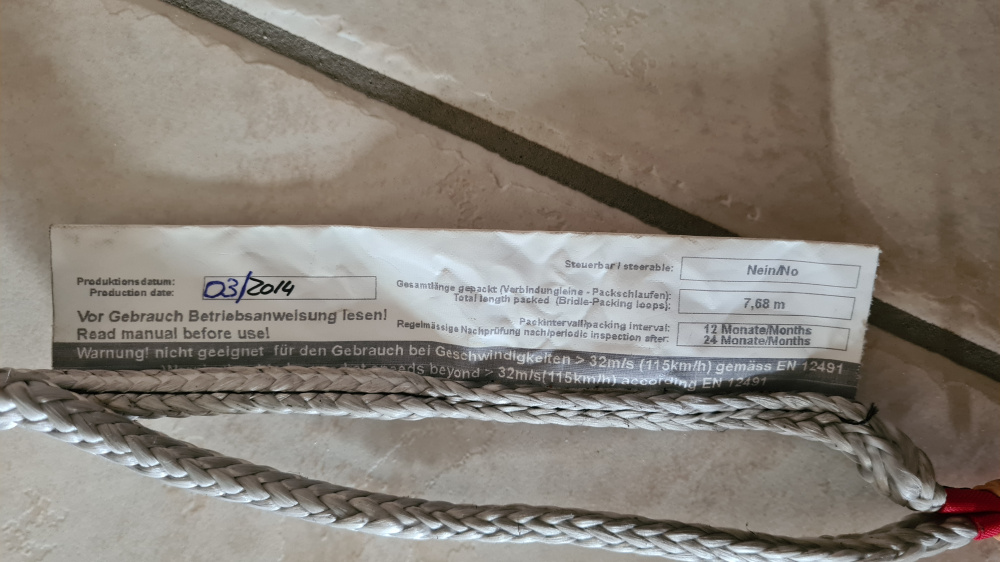 Produktionsdatum:
Production date:
03/2014
Vor Gebrauch Betriebsanweisung lesen!
Read manual before use!
Steuerbar / steerable:
Nein/No
Gesamtlänge gepackt (Verbindungleine - Packschlaufen):
Total length packed (Bridle-Packing loops):
7,68 m
Packintervall/packing interval:
12 Monate/Months
Regelmässige Nachprüfung nach/periodic inspection after:
24 Monate/Months
Warnung! nicht geeignet für den Gebrauch bei Geschwindigkeiten > 32m/s (115km/h) gemäss EN 12491
beyond > 32m/s(115km/h) according EN 12491